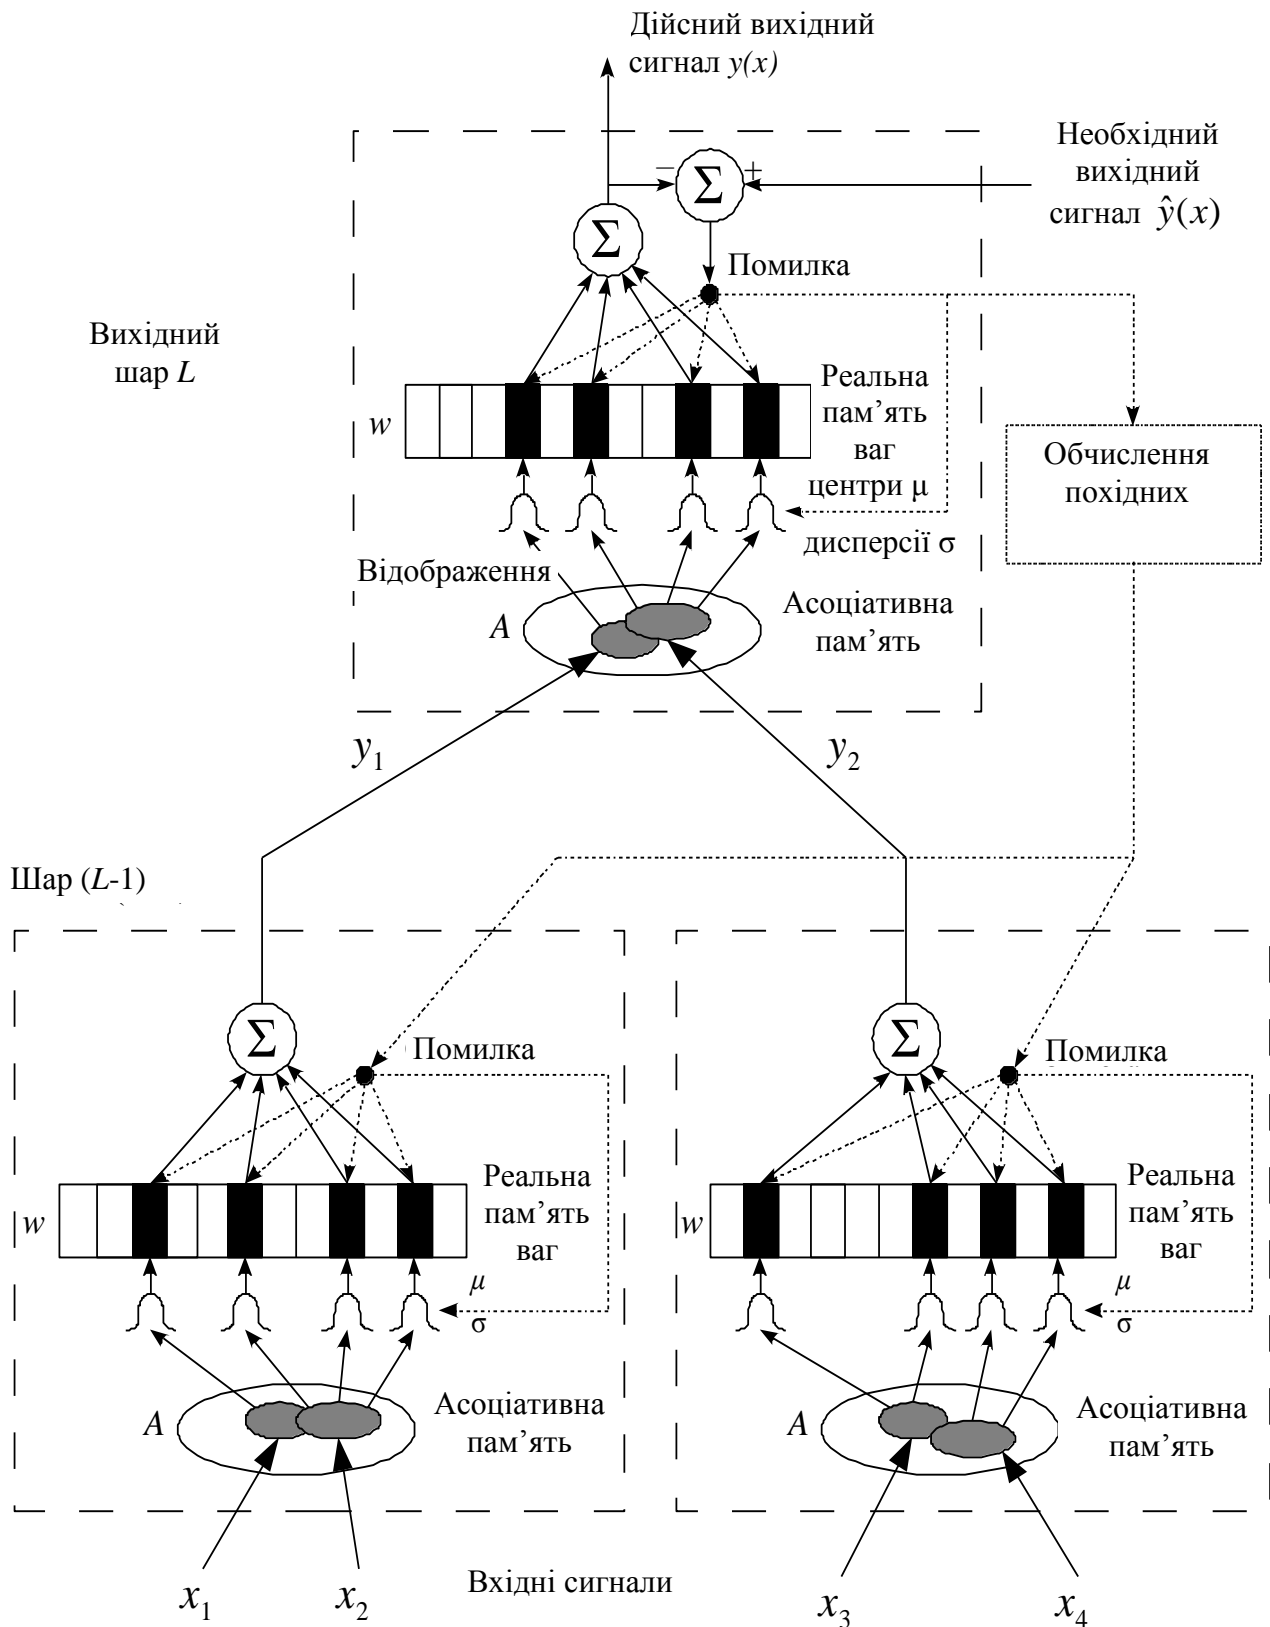 Дійсний вихідний
сигнал y(x)
Необхідний
вихідний
сигнал ŷ(x)
− Σ +
Σ
Помилка
Вихідний
шар L
w
Реальна
пам’ять
ваг
центри μ
дисперсії σ
Обчислення
похідних
Відображення
A
Асоціативна
пам’ять
y₁
y₂
Шар (L-1)
Σ
Помилка
w
Реальна
пам’ять
ваг
μ
σ
A
Асоціативна
пам’ять
Σ
Помилка
w
Реальна
пам’ять
ваг
μ
σ
A
Асоціативна
пам’ять
x₁
x₂
Вхідні сигнали
x₃
x₄